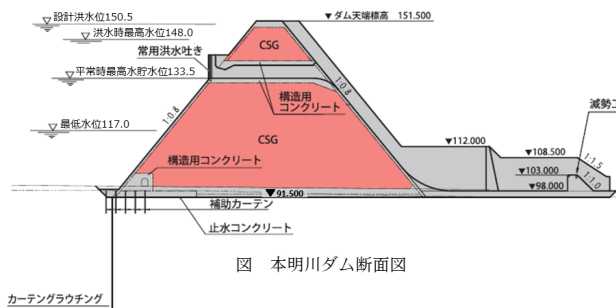 設計洪水位150.5
洪水時最高水位148.0
常用洪水吐き
平常時最高水貯水位133.5
最低水位117.0
▼ダム天端標高 151.500
CSG
構造用
コンクリート
1:0.8
1:0.8
CSG
構造用コンクリート
減勢工
▼112.000
▼108.500
▼103.000
▼98.000
1:1.5
1:1.0
▼91.500
補助カーテン
止水コンクリート
図 本明川ダム断面図
カーテングラウチング